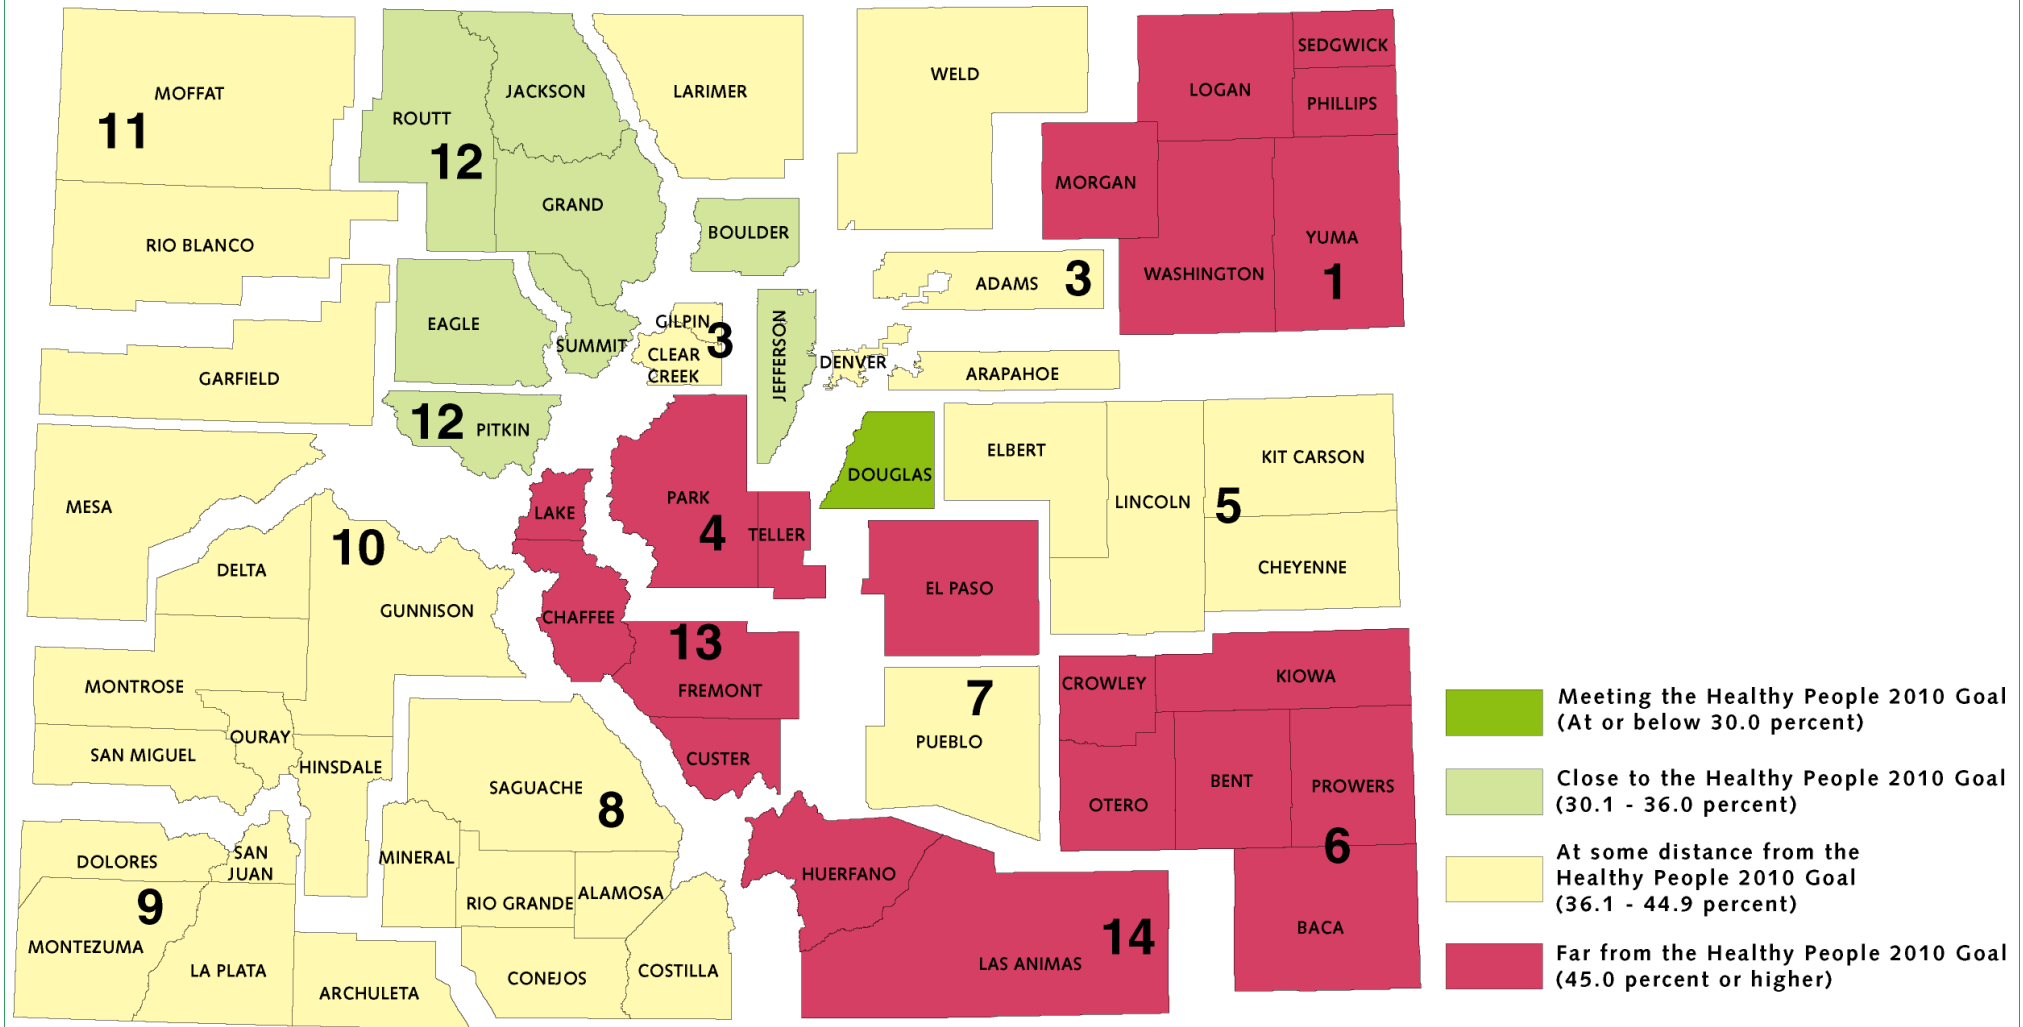 MOFFAT
11
RIO BLANCO
GARFIELD
ROUTT
JACKSON
12
GRAND
EAGLE
SUMMIT
12
PITKIN
LARIMER
BOULDER
GILPIN
3
CLEAR
CREEK
JEFFERSON
WELD
ADAMS
3
DENVER
ARAPAHOE
LOGAN
SEDGWICK
PHILLIPS
MORGAN
WASHINGTON
YUMA
1
MESA
DELTA
10
GUNNISON
MONTROSE
SAN MIGUEL
OURAY
HINSDALE
LAKE
CHAFFEE
PARK
4
TELLER
13
FREMONT
CUSTER
DOUGLAS
EL PASO
ELBERT
LINCOLN
KIT CARSON
5
CHEYENNE
7
PUEBLO
CROWLEY
KIOWA
OTERO
BENT
PROWERS
6
BACA
DOLORES
SAN
JUAN
9
MONTEZUMA
LA PLATA
ARCHULETA
SAGUACHE
8
MINERAL
RIO GRANDE
ALAMOSA
CONEJOS
COSTILLA
HUERFANO
14
LAS ANIMAS
Meeting the Healthy People 2010 Goal
(At or below 30.0 percent)
Close to the Healthy People 2010 Goal
(30.1 - 36.0 percent)
At some distance from the
Healthy People 2010 Goal
(36.1 - 44.9 percent)
Far from the Healthy People 2010 Goal
(45.0 percent or higher)